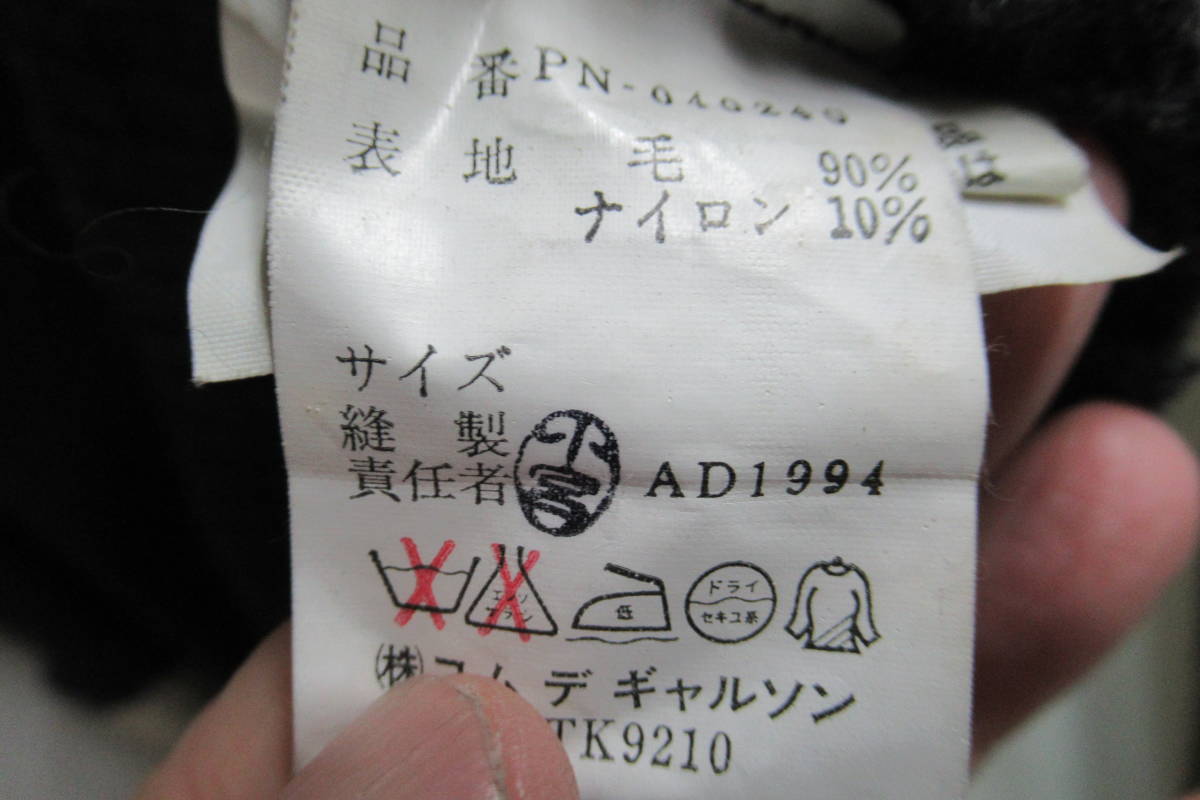 品番 PN-040240
表地 毛 90%
ナイロン 10%
サイズ
縫製
責任者 AD1994
低
ドライ
セキユ系
(株)コムデギャルソン
TK9210